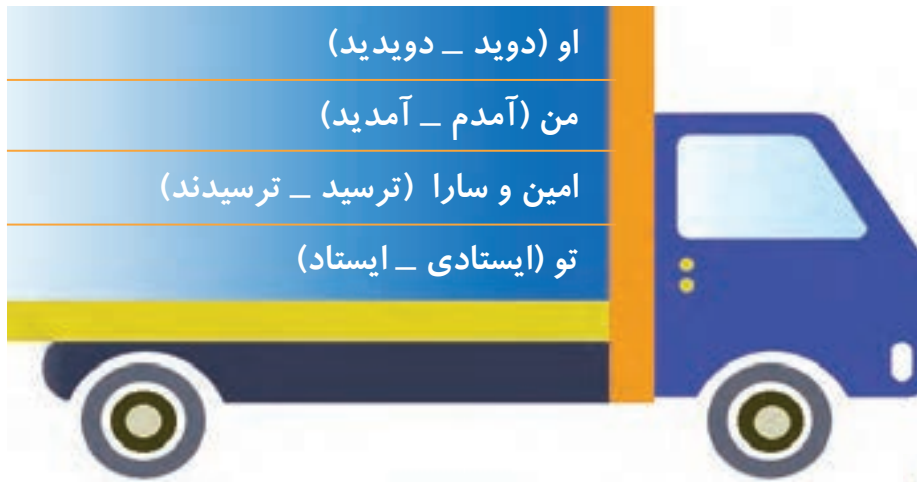 او (دوید _ دویدید)
من (آمدم _ آمدید)
امین و سارا (ترسید _ ترسیدند)
تو (ایستادی _ ایستاد)